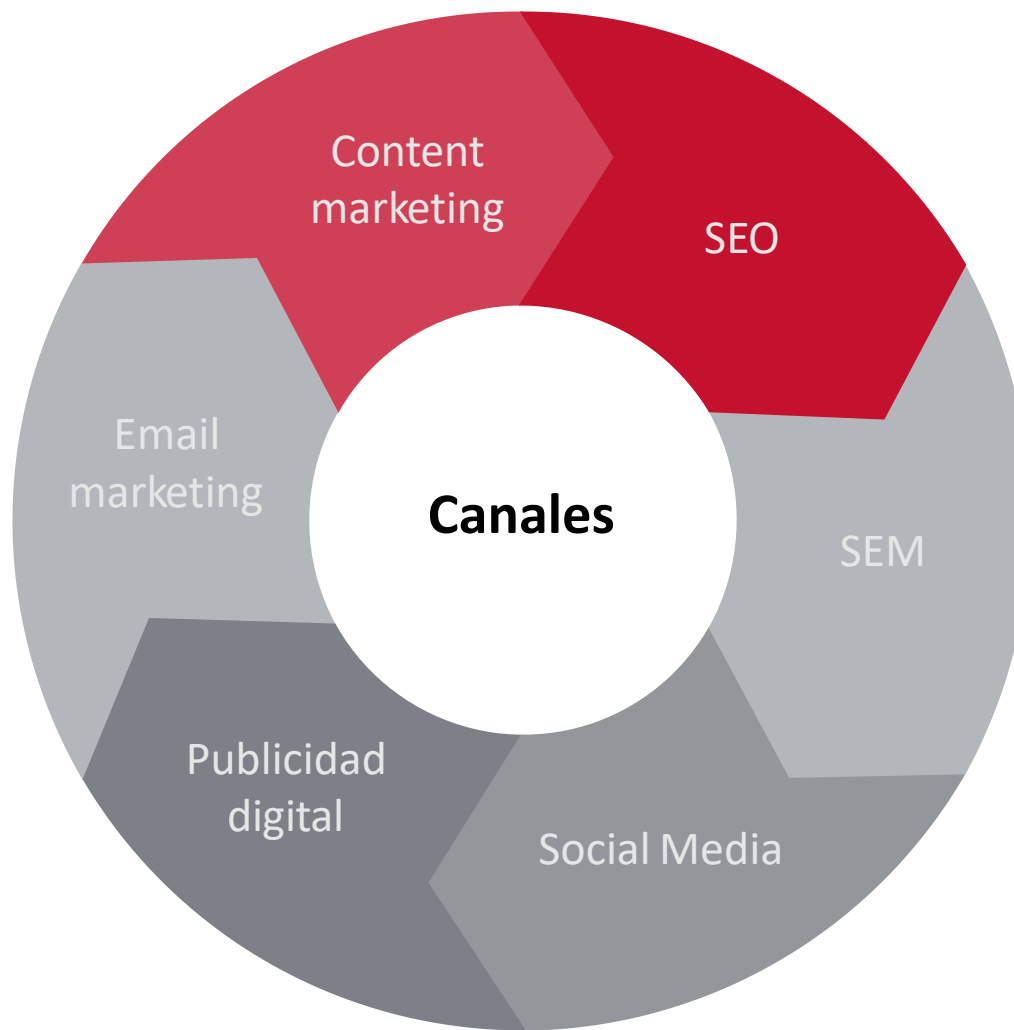 Content
marketing
SEO
Email
marketing
Canales
SEM
Publicidad
digital
Social Media